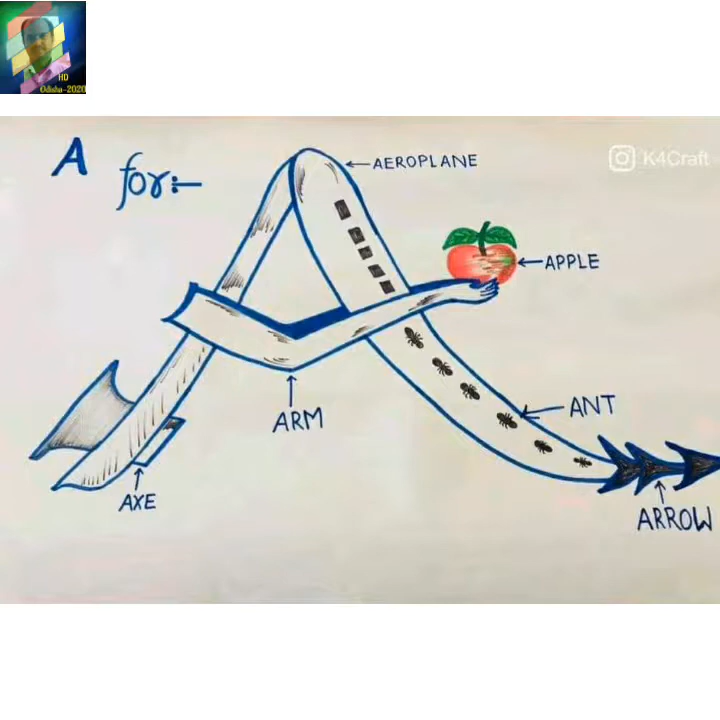 HD
Odisha-2020
A for:-
AEROPLANE
K4Craft
APPLE
ARM
ANT
AXE
ARROW